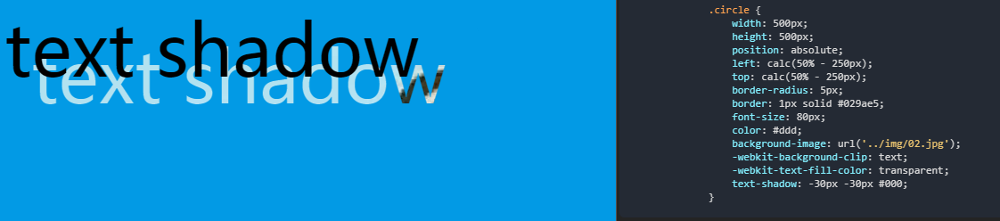 text shadow
text shadow
.circle {
width: 500px;
height: 500px;
position: absolute;
left: calc(50% - 250px);
top: calc(50% - 250px);
border-radius: 5px;
border: 1px solid #029ae5;
font-size: 80px;
color: #ddd;
background-image: url('../img/02.jpg');
-webkit-background-clip: text;
-webkit-text-fill-color: transparent;
text-shadow: -30px -30px #000;
}